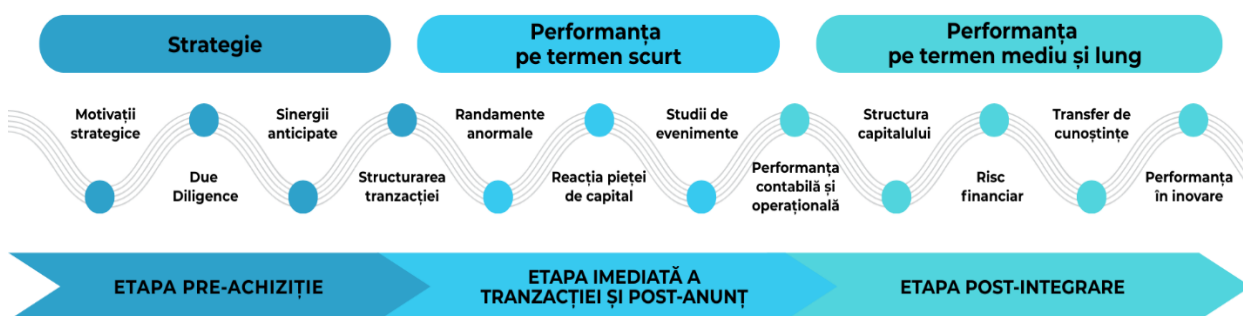 Strategie
Performanța
pe termen scurt
Performanța
pe termen mediu și lung
Motivații
strategice
Due
Diligence
Sinergii
anticipate
Structurarea
tranzacției
Randamente
anormale
Reacția pieței
de capital
Studii de
evenimente
Performanța
contabilă și
operațională
Structura
capitalului
Risc
financiar
Transfer de
cunoștințe
Performanța
în inovare
ETAPA PRE-ACHIZIȚIE
ETAPA IMEDIATĂ A
TRANZACȚIEI ȘI POST-ANUNȚ
ETAPA POST-INTEGRARE